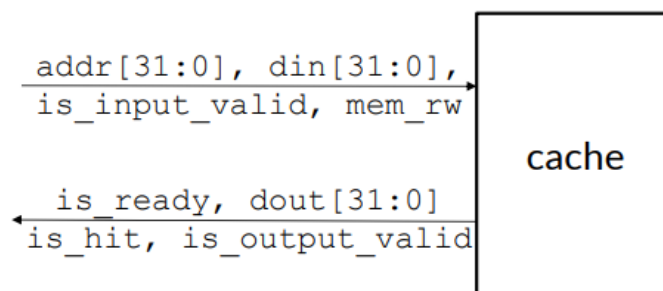 addr[31:0], din[31:0],
is_input_valid, mem_rw
cache
is_ready, dout[31:0]
is_hit, is_output_valid